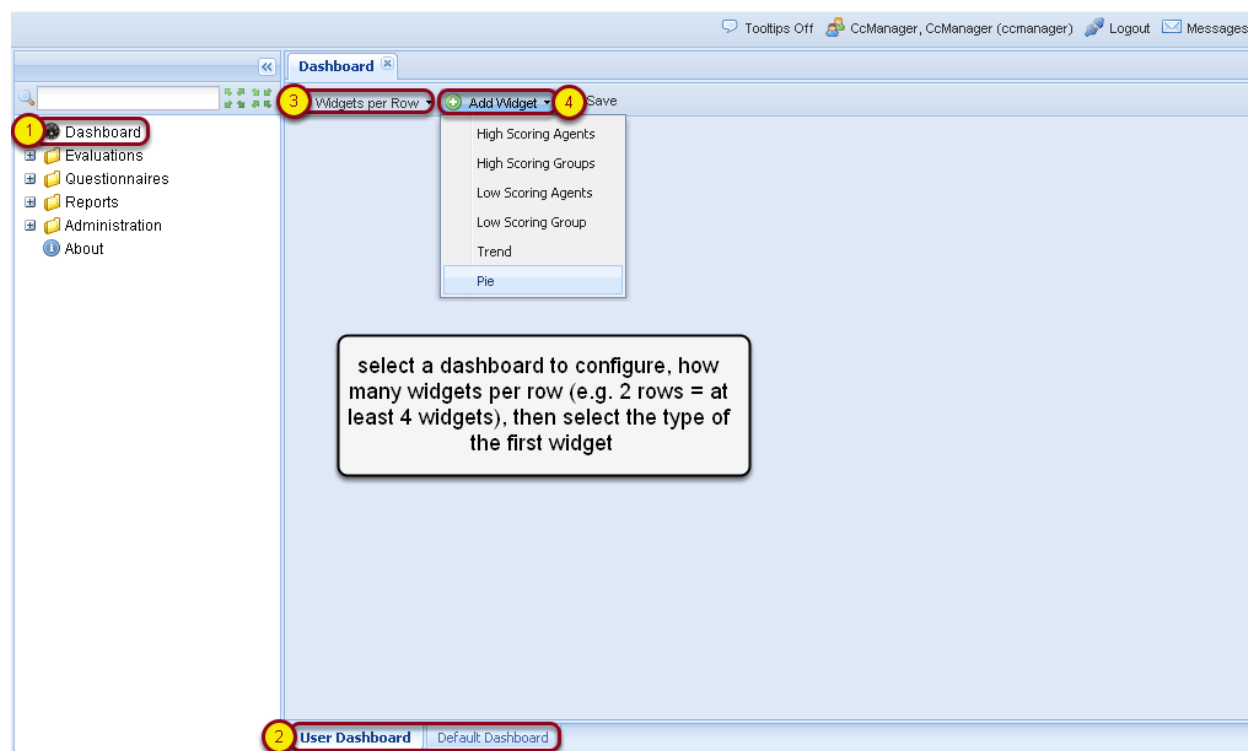 Tooltips Off CcManager, CcManager (ccmanager) Logout Messages
Dashboard
3 Widgets per Row Add Widget 4 Save
1 Dashboard
Evaluations
Questionnaires
Reports
Administration
About
High Scoring Agents
High Scoring Groups
Low Scoring Agents
Low Scoring Group
Trend
Pie
select a dashboard to configure, how
many widgets per row (e.g. 2 rows = at
least 4 widgets), then select the type of
the first widget
2 User Dashboard Default Dashboard